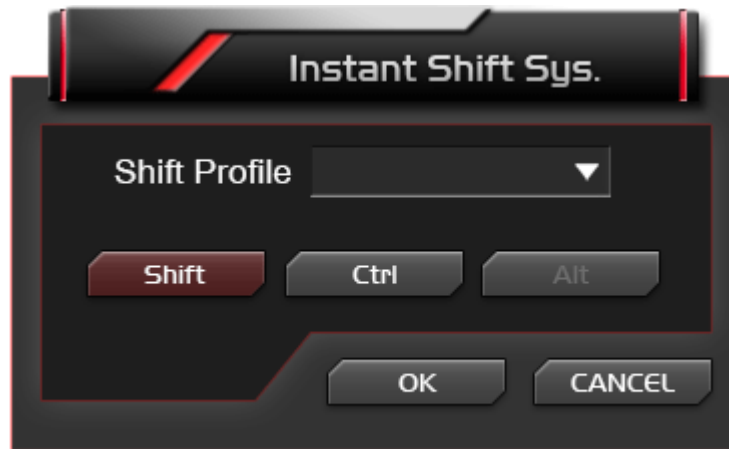 Instant Shift Sys.
Shift Profile
Shift Ctrl Alt
OK CANCEL